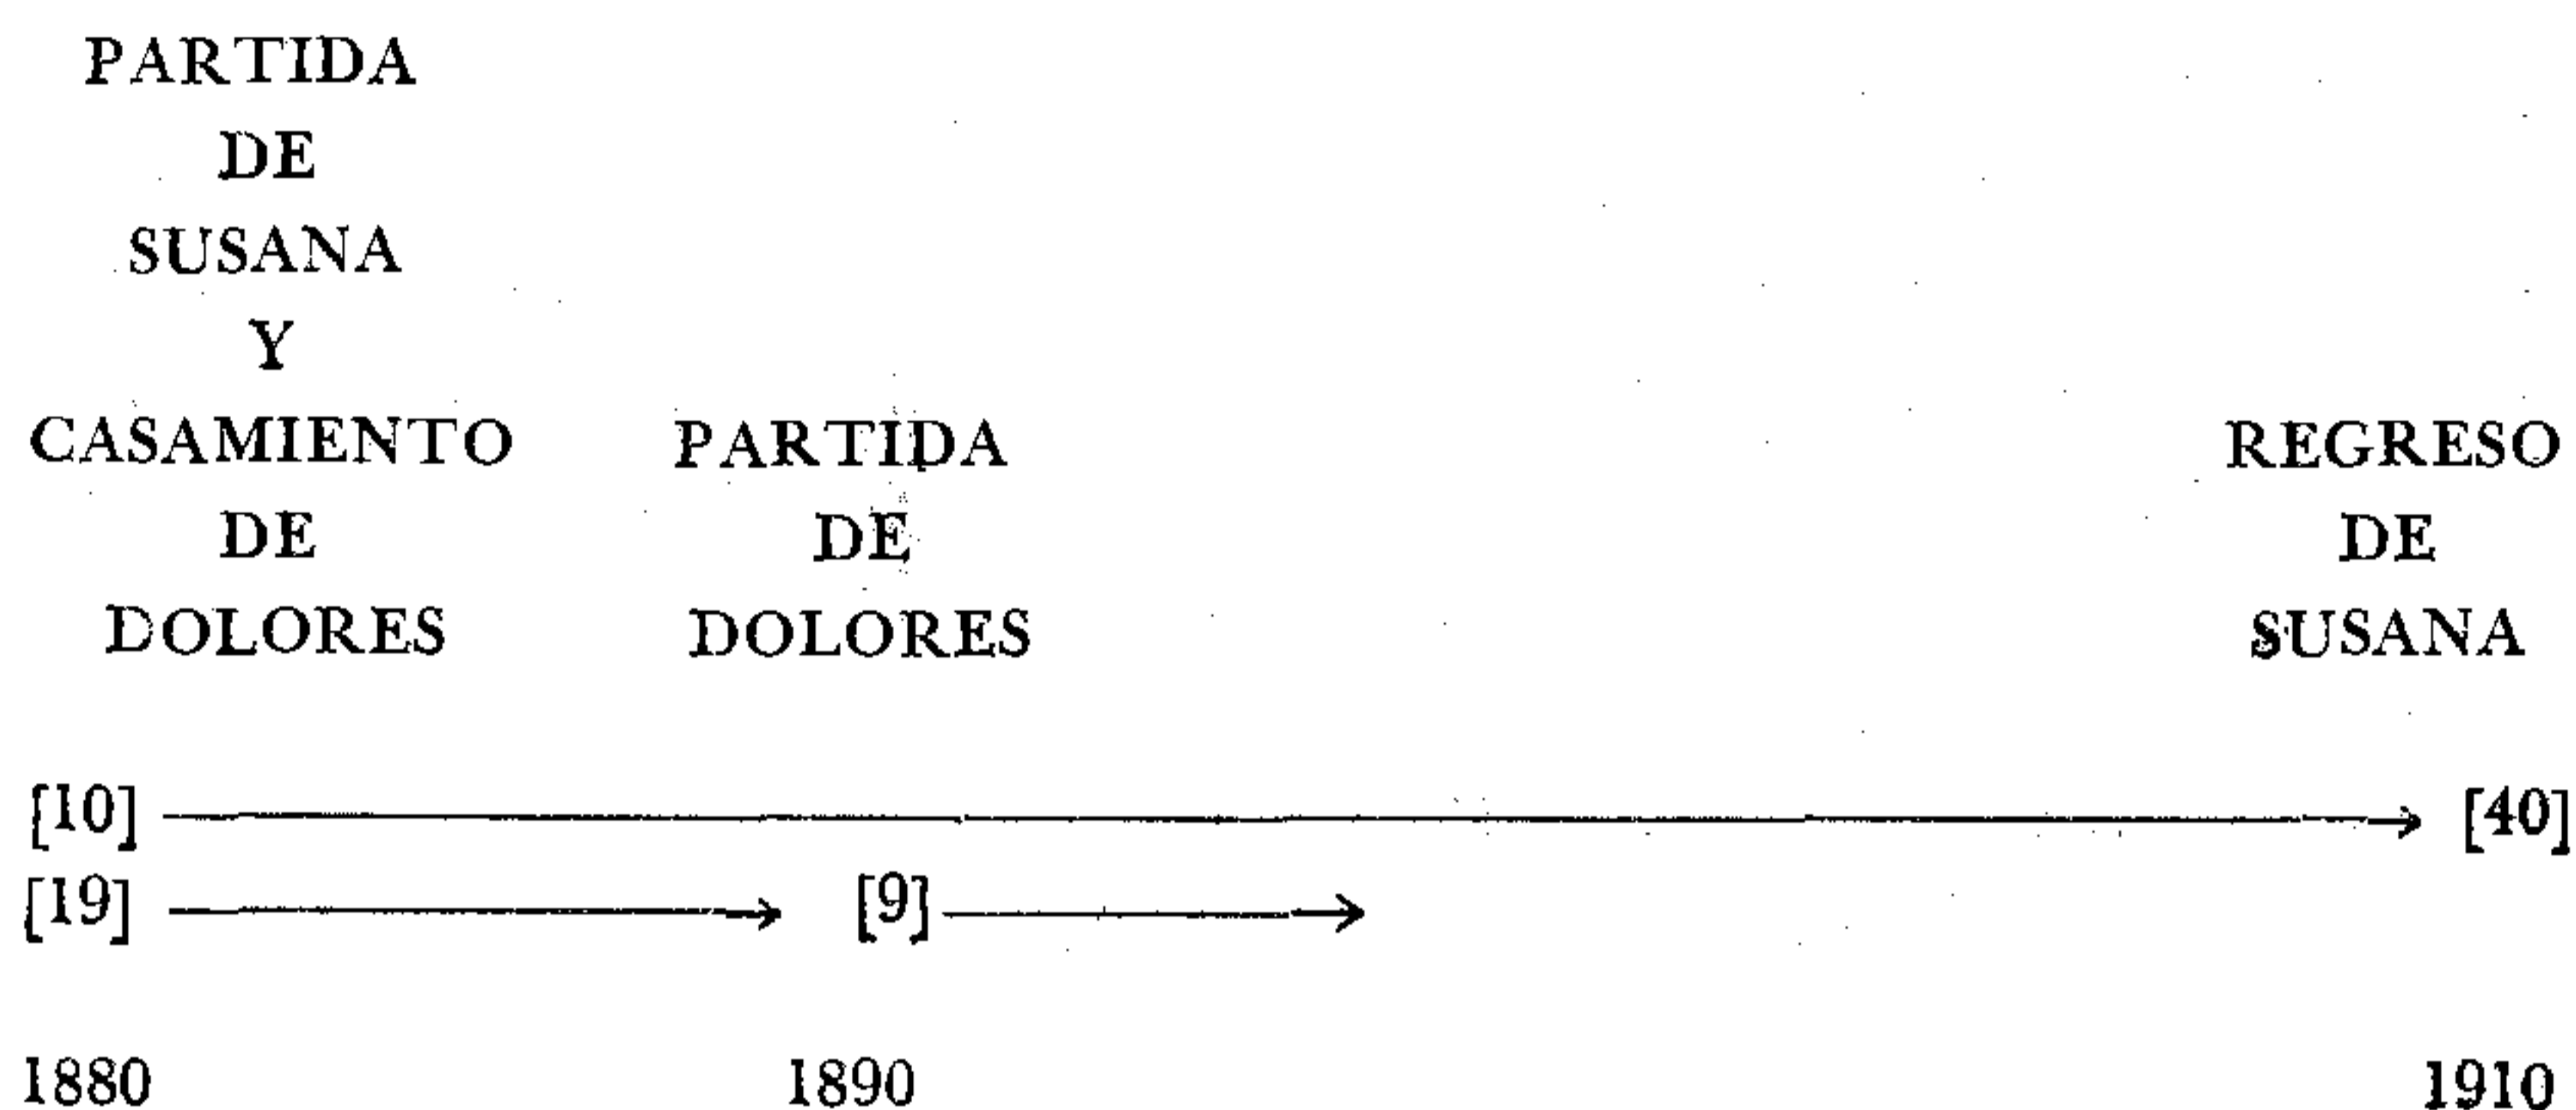 PARTIDA
DE
SUSANA
Y
CASAMIENTO
DE
DOLORES
PARTIDA
DE
DOLORES
REGRESO
DE
SUSANA
[10] [40]
[19] [9]
1880 1890 1910